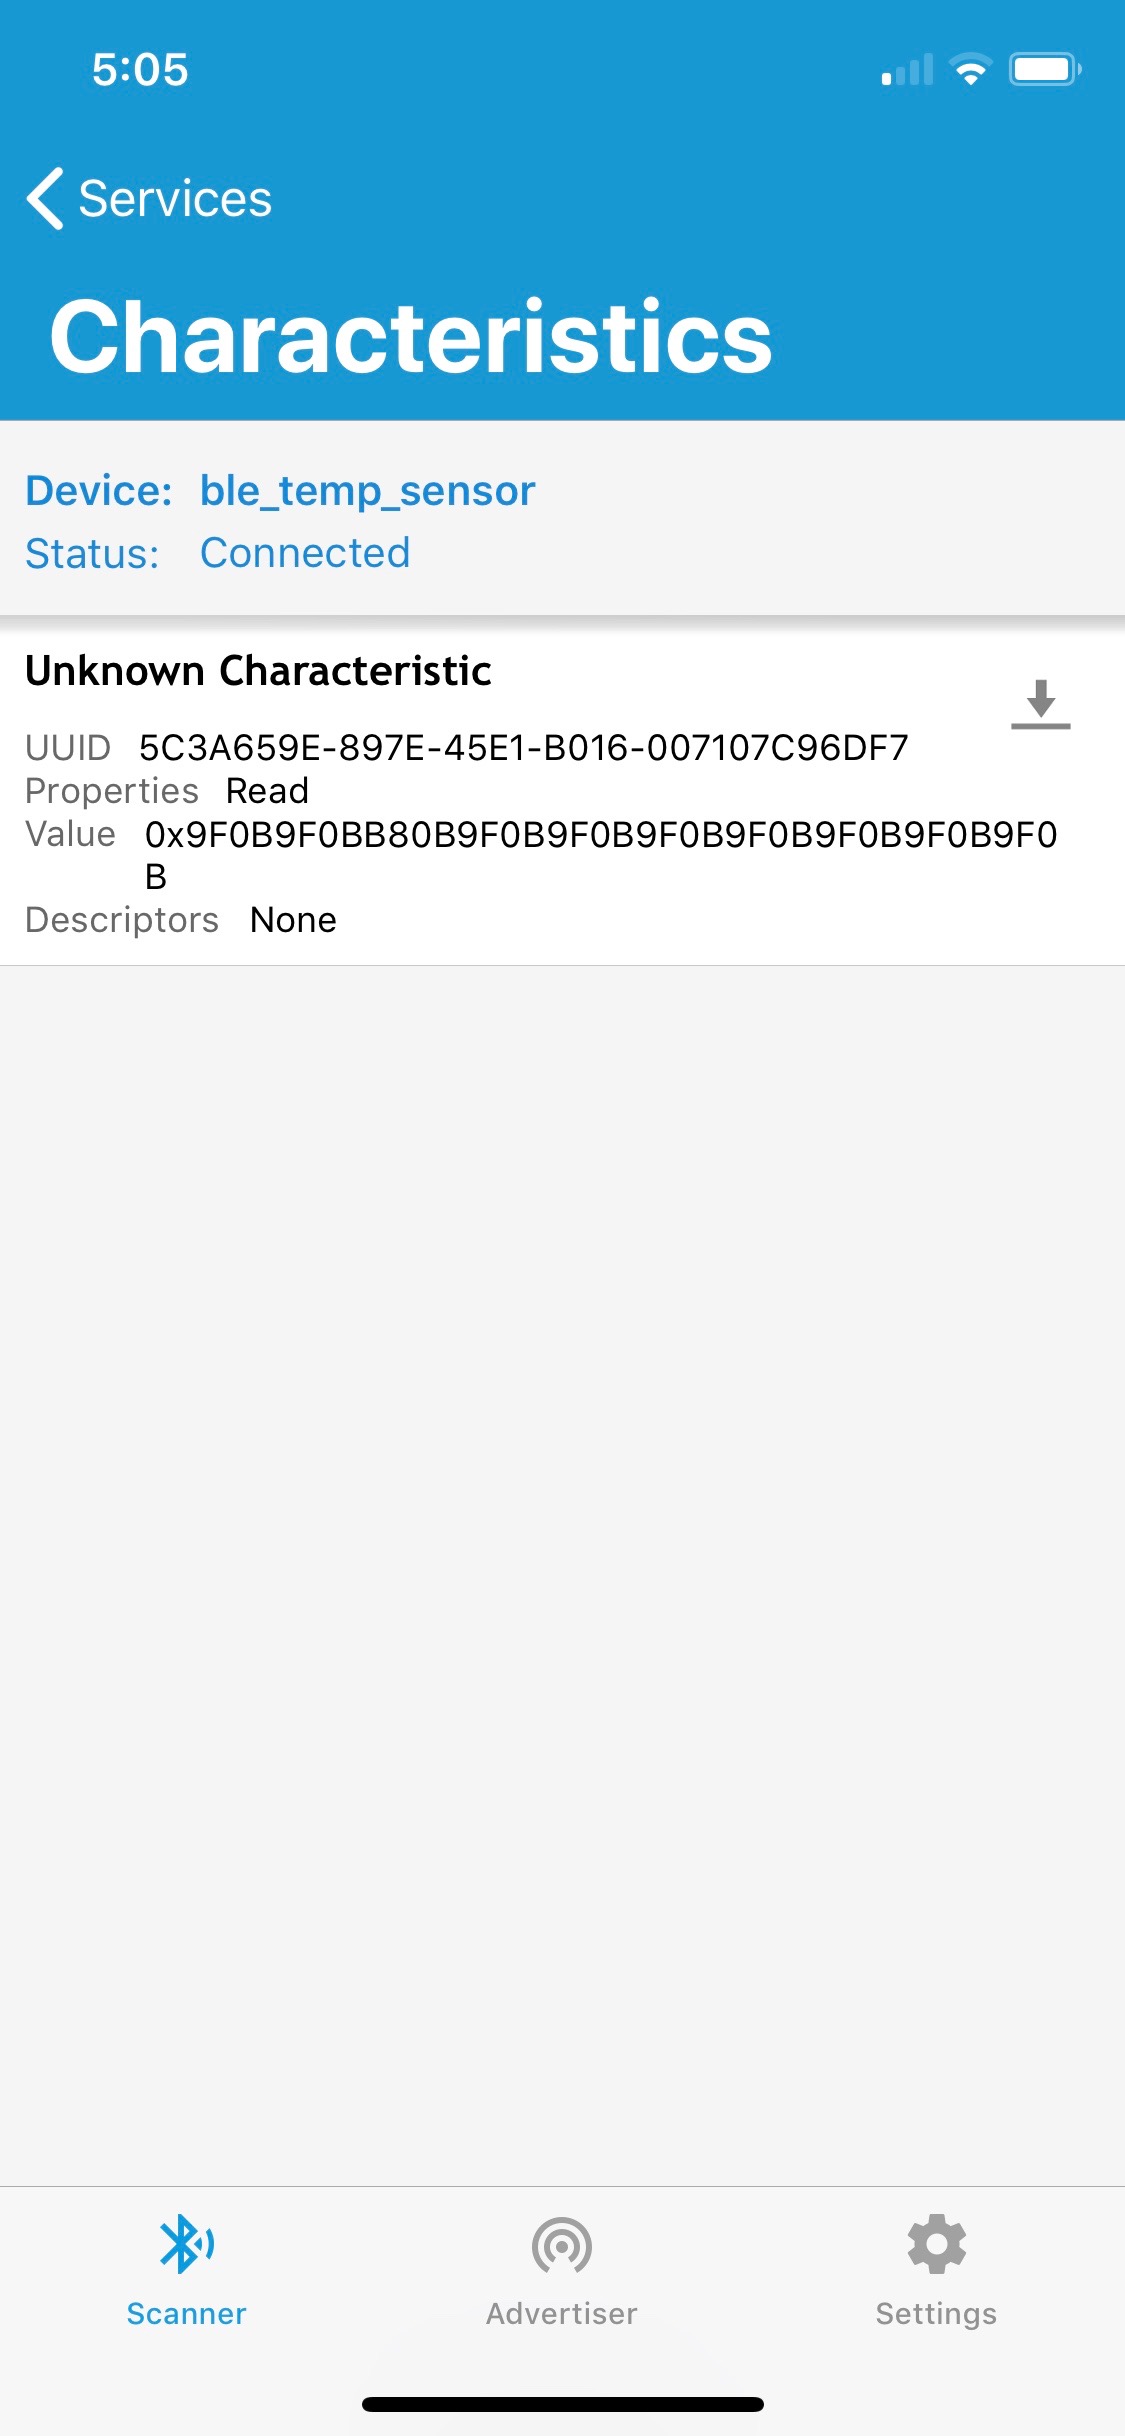 5:05
Services
Characteristics
Device: ble_temp_sensor
Status: Connected
Unknown Characteristic
UUID 5C3A659E-897E-45E1-B016-007107C96DF7
Properties Read
Value 0x9F0B9F0BB80B9F0B9F0B9F0B9F0B9F0B9F0B9F0
B
Descriptors None
Scanner Advertiser Settings